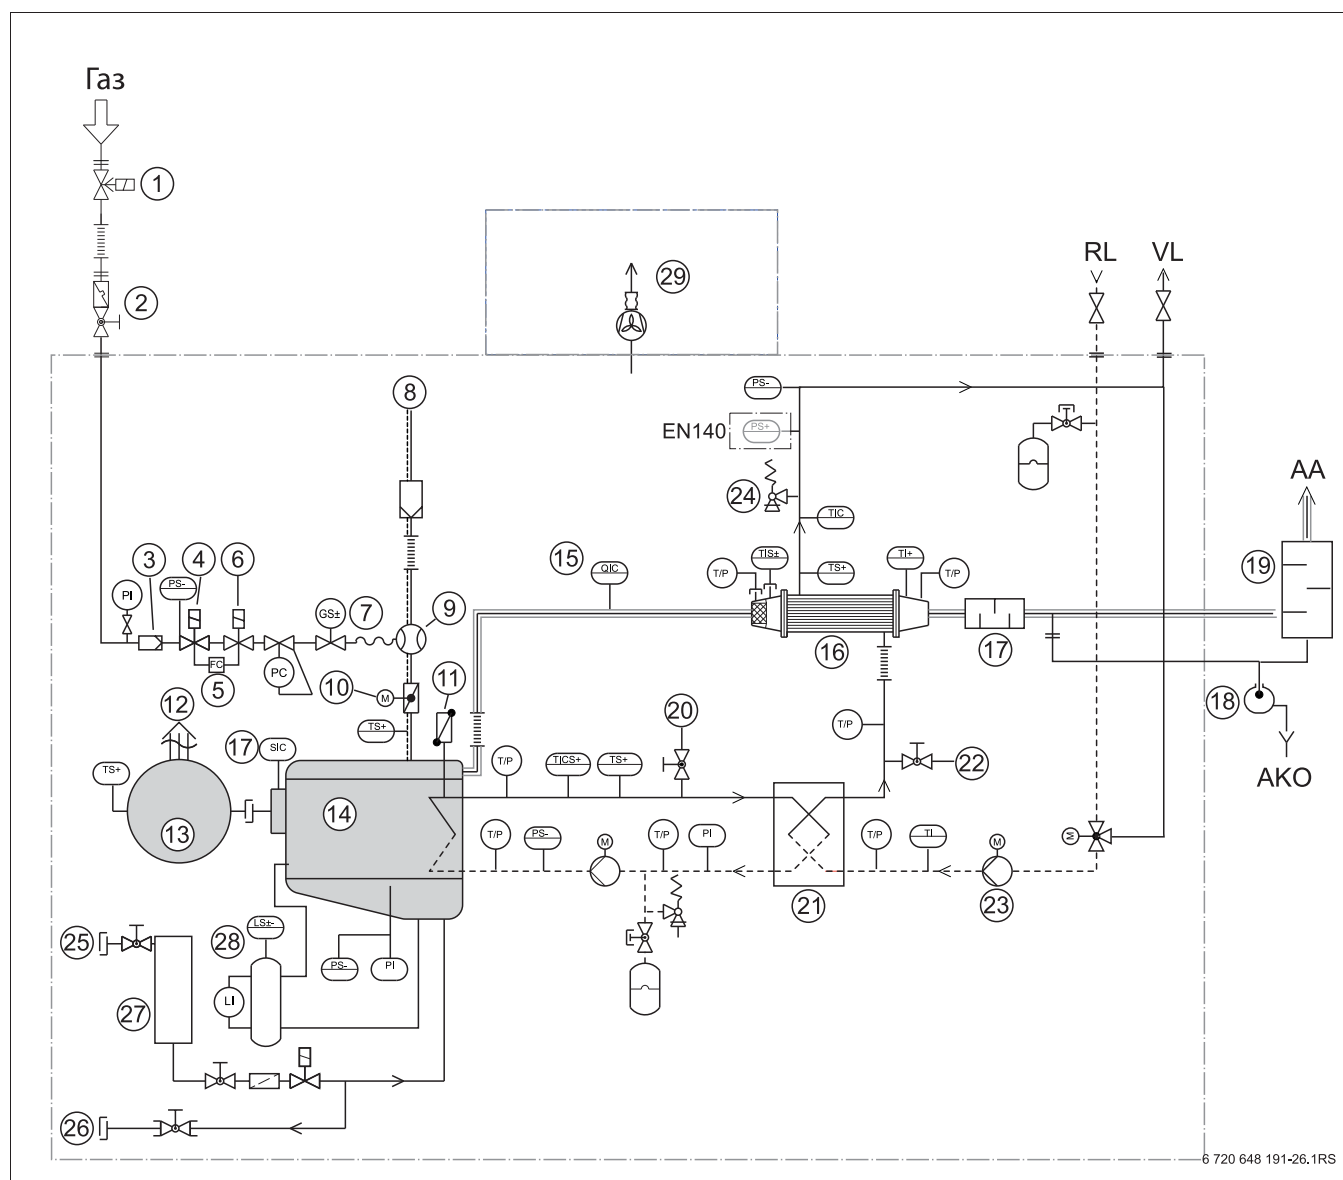 Газ
1
2
29
RL
VL
8
PS-
EN140
PS+
24
AA
TIC
3
4
6
15
QIC
TIS±
T/P
TS+
TI+
T/P
19
PI
PS-
GS±
7
9
FC
5
PC
16
17
10
M
11
18
12
TS+
20
T/P
22
AKO
17
SIC
TS+
T/P
TICS+
TS+
14
13
T/P
PS-
M
T/P
PI
T/P
TI
M
M
21
23
25
28
LS±-
PS-
PI
LI
27
26
6 720 648 191-26.1RS